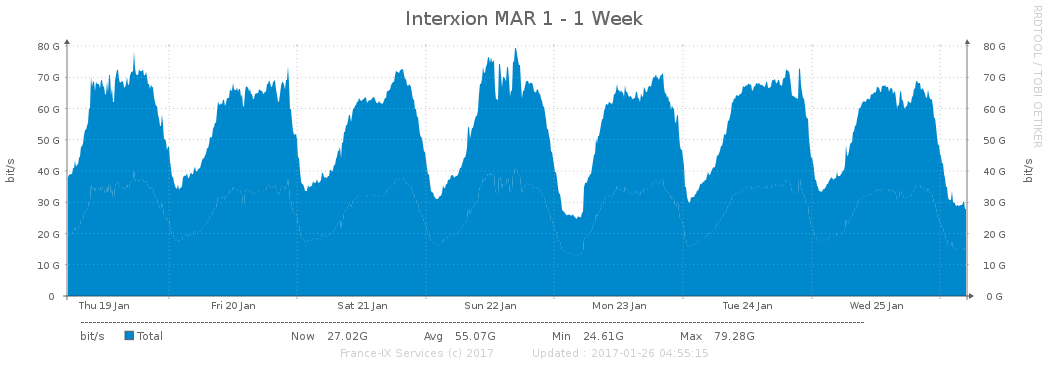 Interxion MAR 1 - 1 Week
RRDTOOL / TOBI OETIKER
80 G 80 G
70 G 70 G
60 G 60 G
50 G 50 G
40 G 40 G
30 G 30 G
20 G 20 G
10 G 10 G
0 0 G
bit/s bit/s
Thu 19 Jan Fri 20 Jan Sat 21 Jan Sun 22 Jan Mon 23 Jan Tue 24 Jan Wed 25 Jan
bit/s Total Now 27.02G Avg 55.07G Min 24.61G Max 79.28G
France-IX Services (c) 2017 Updated : 2017-01-26 04:55:15